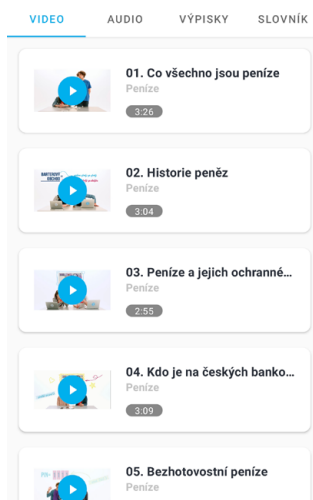 VIDEO AUDIO VÝPISKY SLOVNÍK
01. Co všechno jsou peníze
Peníze
3:26
02. Historie peněz
Peníze
3:04
03. Peníze a jejich ochranné…
Peníze
2:55
04. Kdo je na českých banko…
Peníze
3:09
05. Bezhotovostní peníze
Peníze